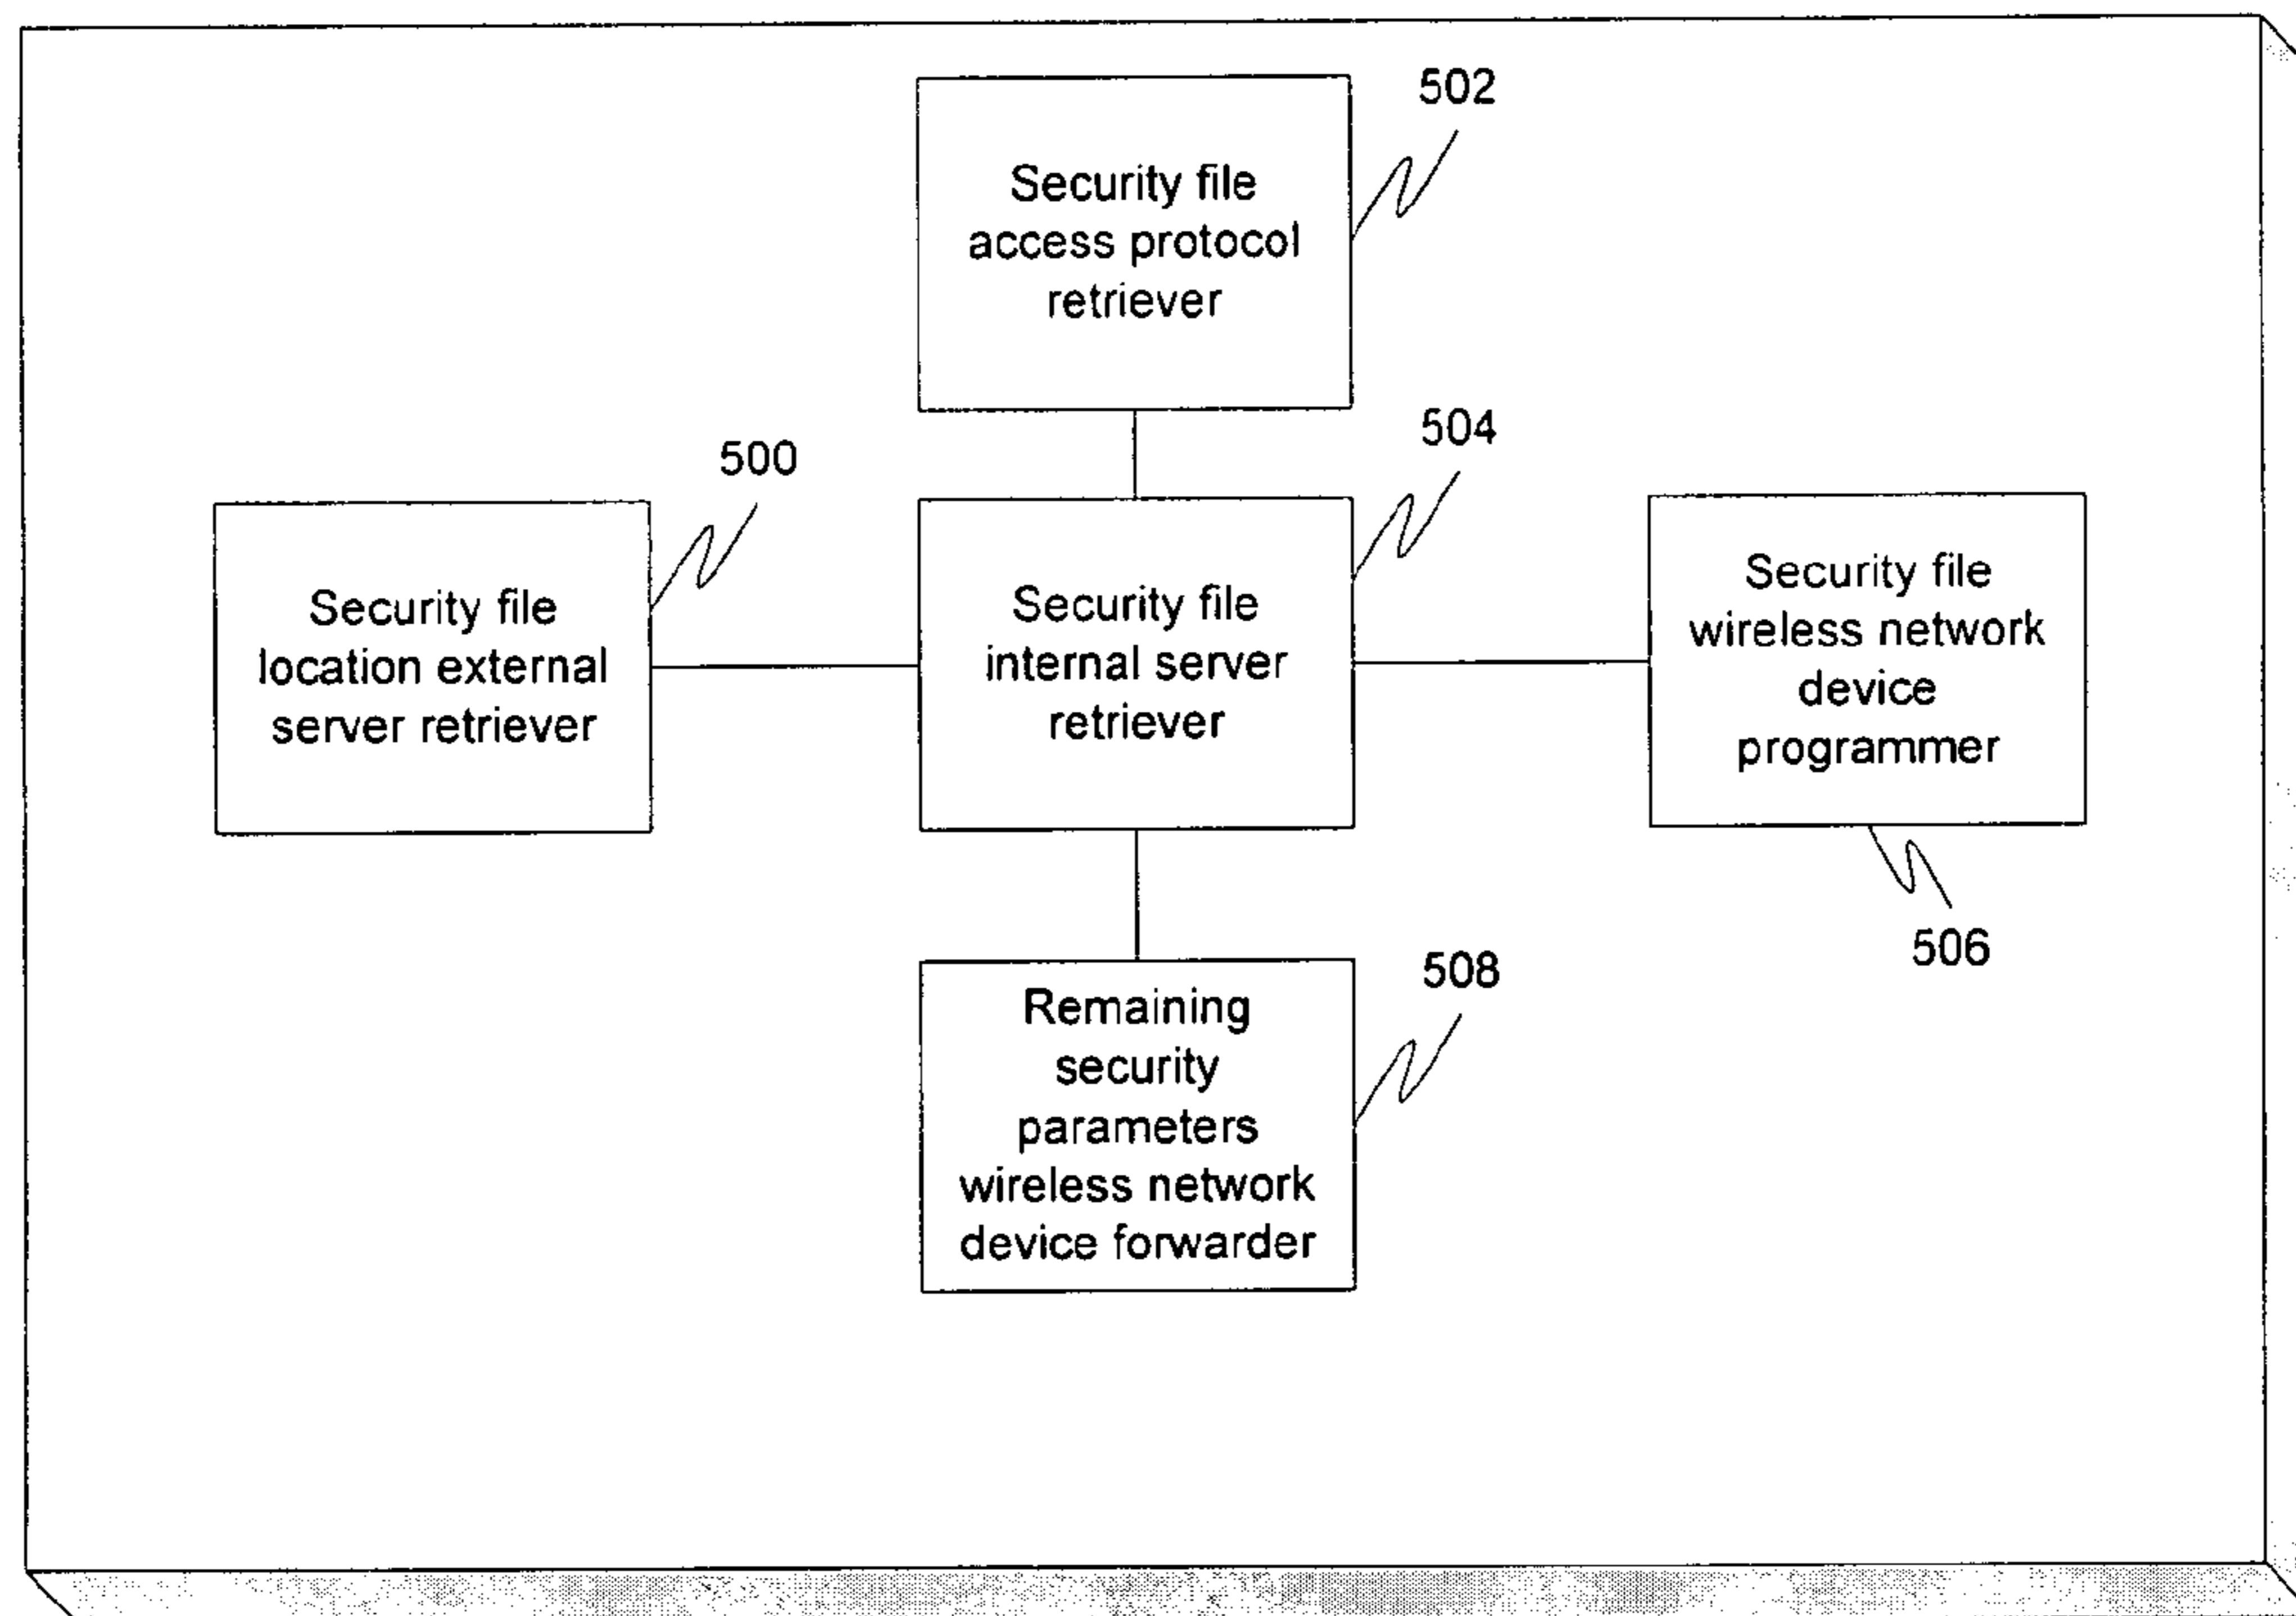 502
Security file
access protocol
retriever
500
Security file
location external
server retriever
504
Security file
internal server
retriever
Security file
wireless network
device
programmer
506
508
Remaining
security
parameters
wireless network
device forwarder